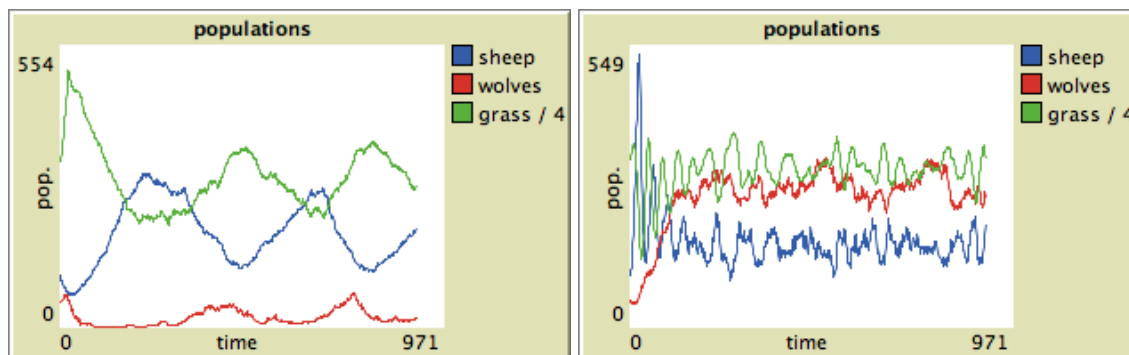 populations
554
pop.
0
0 time 971
sheep
wolves
grass / 4
populations
549
pop.
0
0 time 971
sheep
wolves
grass / 4